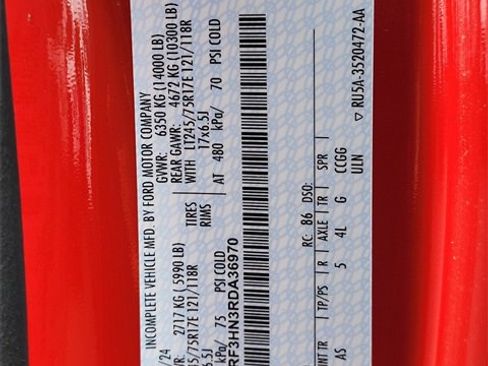 INCOMPLETE VEHICLE MFD. BY FORD MOTOR COMPANY
/24 GVWR: 6350 KG (14000 LB)
REAR GAWR: 4672 KG (10300 LB)
2717 KG ( 5990 LB) WITH LT245/75R17E 121/118R
5/75R17E 121/118R TIRES
17x6.5J
6.5J RIMS
KPa/ 75 PSI COLD AT 480 kPa/ 70 PSI COLD
RF3HN3RDA36970
RC: 86 DSO:
INT TR TP/PS R AXLE TR SPR
AS 5 4L G CCGG
ULN
▽ RU5A-3520472-AA